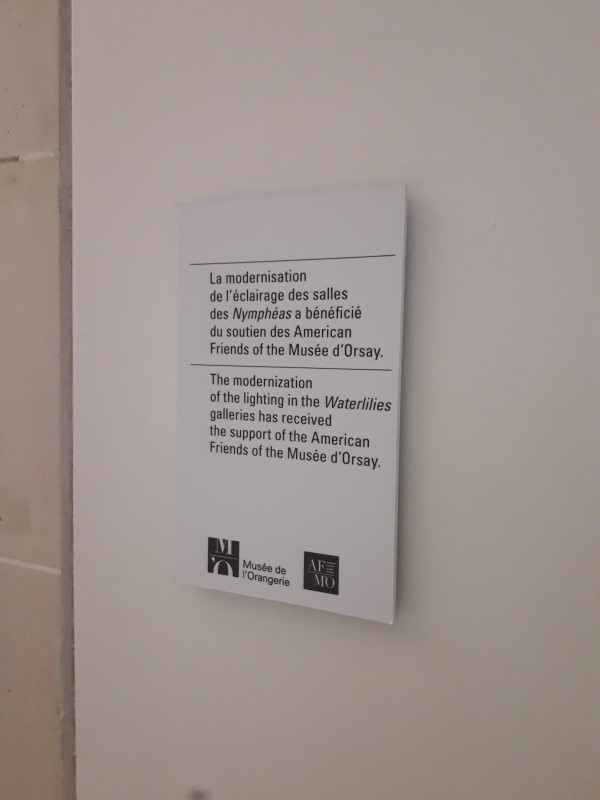 La modernisation
de l'éclairage des salles
des Nymphéas a bénéficié
du soutien des American
Friends of the Musée d'Orsay.
The modernization
of the lighting in the Waterlilies
galleries has received
the support of the American
Friends of the Musée d'Orsay.
M'
'O
Musée de
l'Orangerie
AF
MO